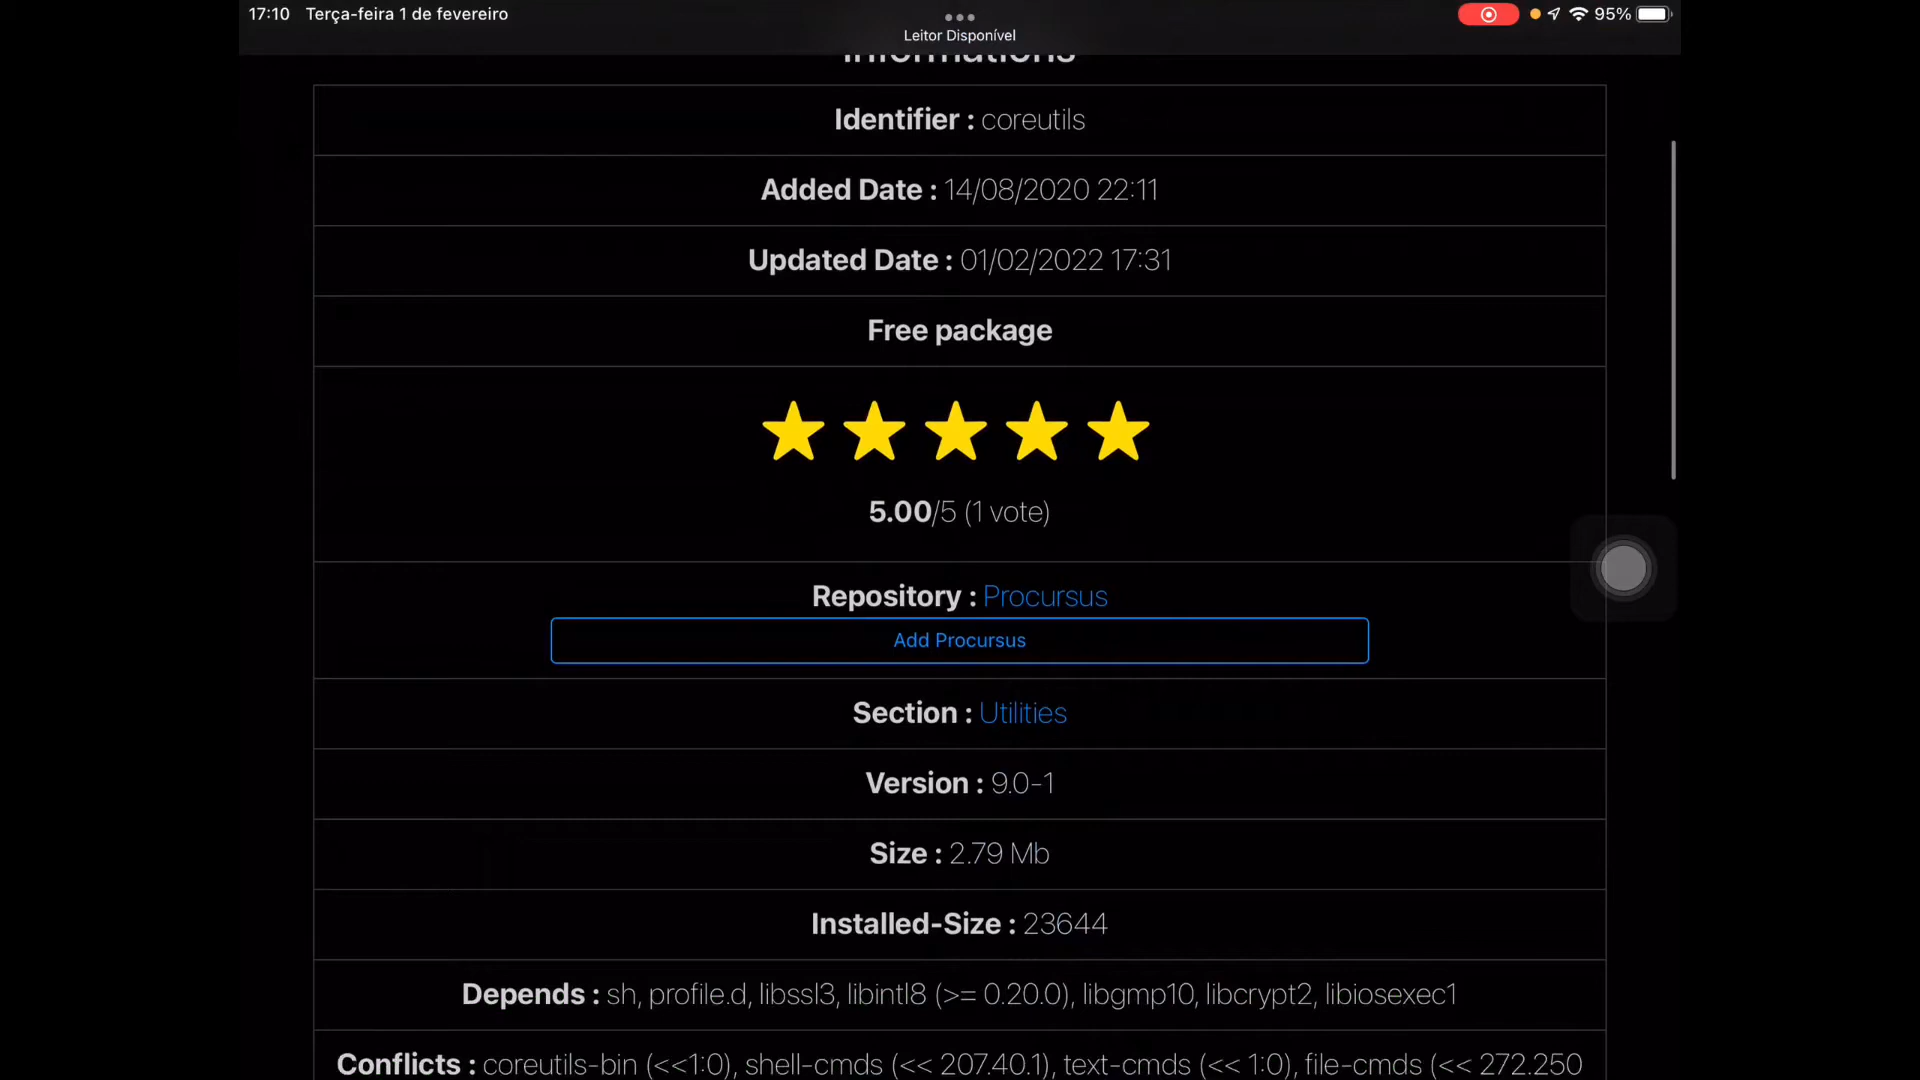 17:10 Terça-feira 1 de fevereiro
95%
Leitor Disponível
Informations
Identifier : coreutils
Added Date : 14/08/2020 22:11
Updated Date : 01/02/2022 17:31
Free package
5.00/5 (1 vote)
Repository : Procursus
Add Procursus
Section : Utilities
Version : 9.0-1
Size : 2.79 Mb
Installed-Size : 23644
Depends : sh, profile.d, libssl3, libintl8 (>= 0.20.0), libgmp10, libcrypt2, libiosexec1
Conflicts : coreutils-bin (<<1:0), shell-cmds (<< 207.40.1), text-cmds (<< 1:0), file-cmds (<< 272.250